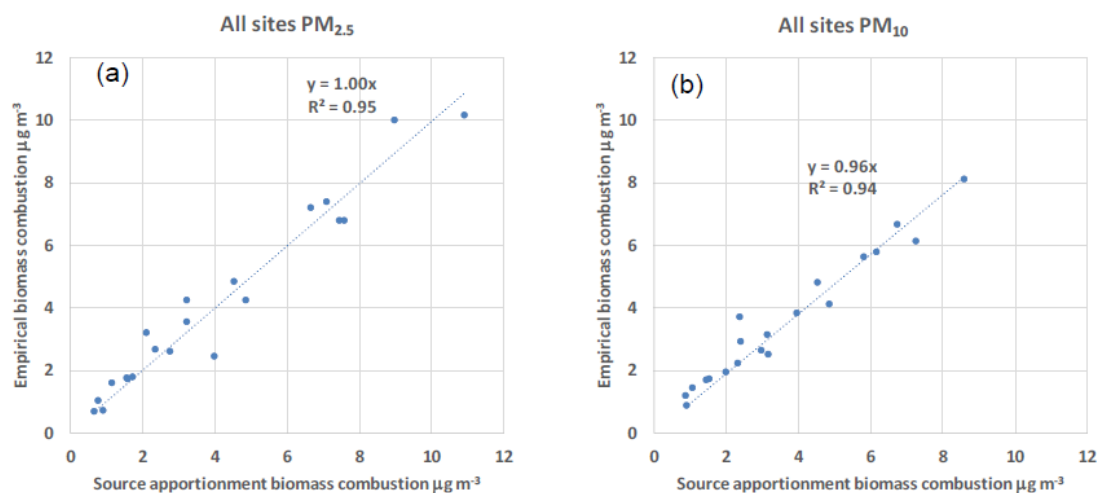 All sites PM2.5
(a)
y = 1.00x
R² = 0.95
Empirical biomass combustion µg m⁻³
12
10
8
6
4
2
0
0 2 4 6 8 10 12
Source apportionment biomass combustion µg m⁻³
All sites PM10
(b)
y = 0.96x
R² = 0.94
Empirical biomass combustion µg m⁻³
12
10
8
6
4
2
0
0 2 4 6 8 10 12
Source apportionment biomass combustion µg m⁻³